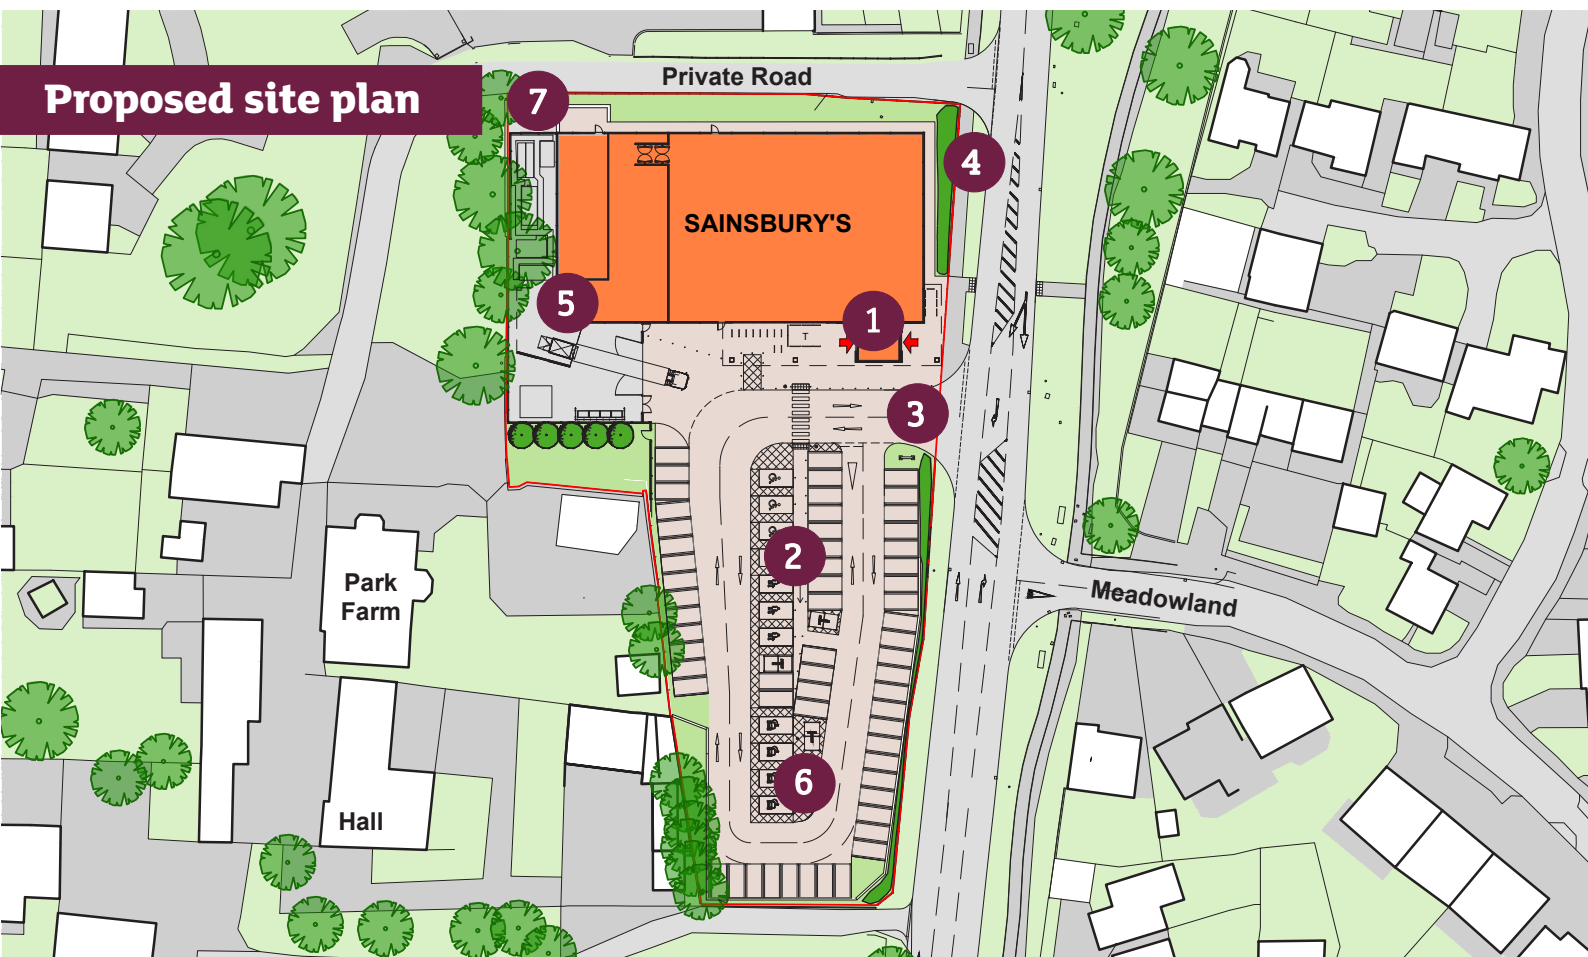 Private Road
Proposed site plan
7
4
SAINSBURY'S
5
1
T
3
2
Park
Farm
Meadowland
6
Hall